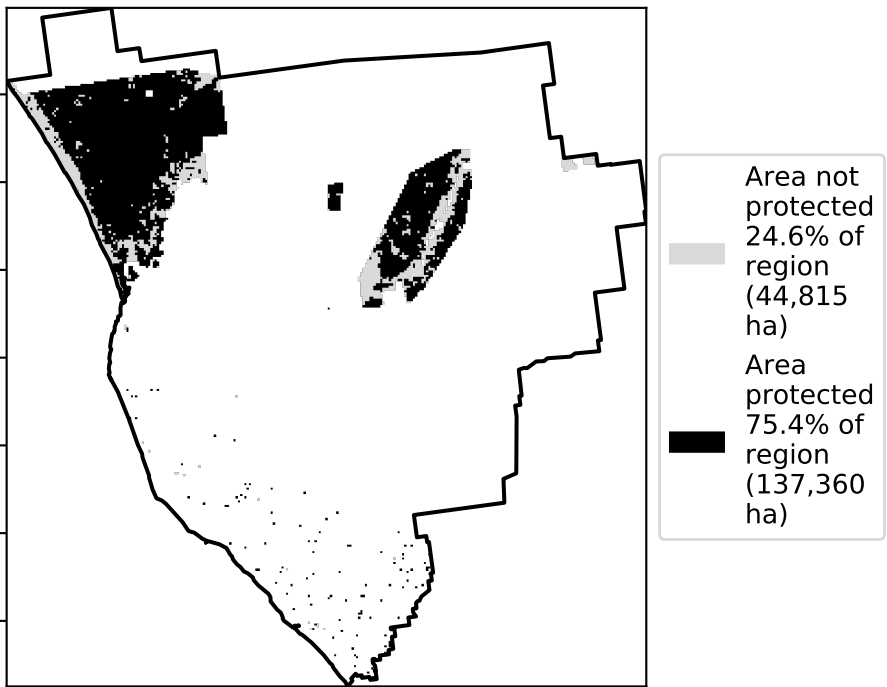 Area not
protected
24.6% of
region
(44,815
ha)
Area
protected
75.4% of
region
(137,360
ha)